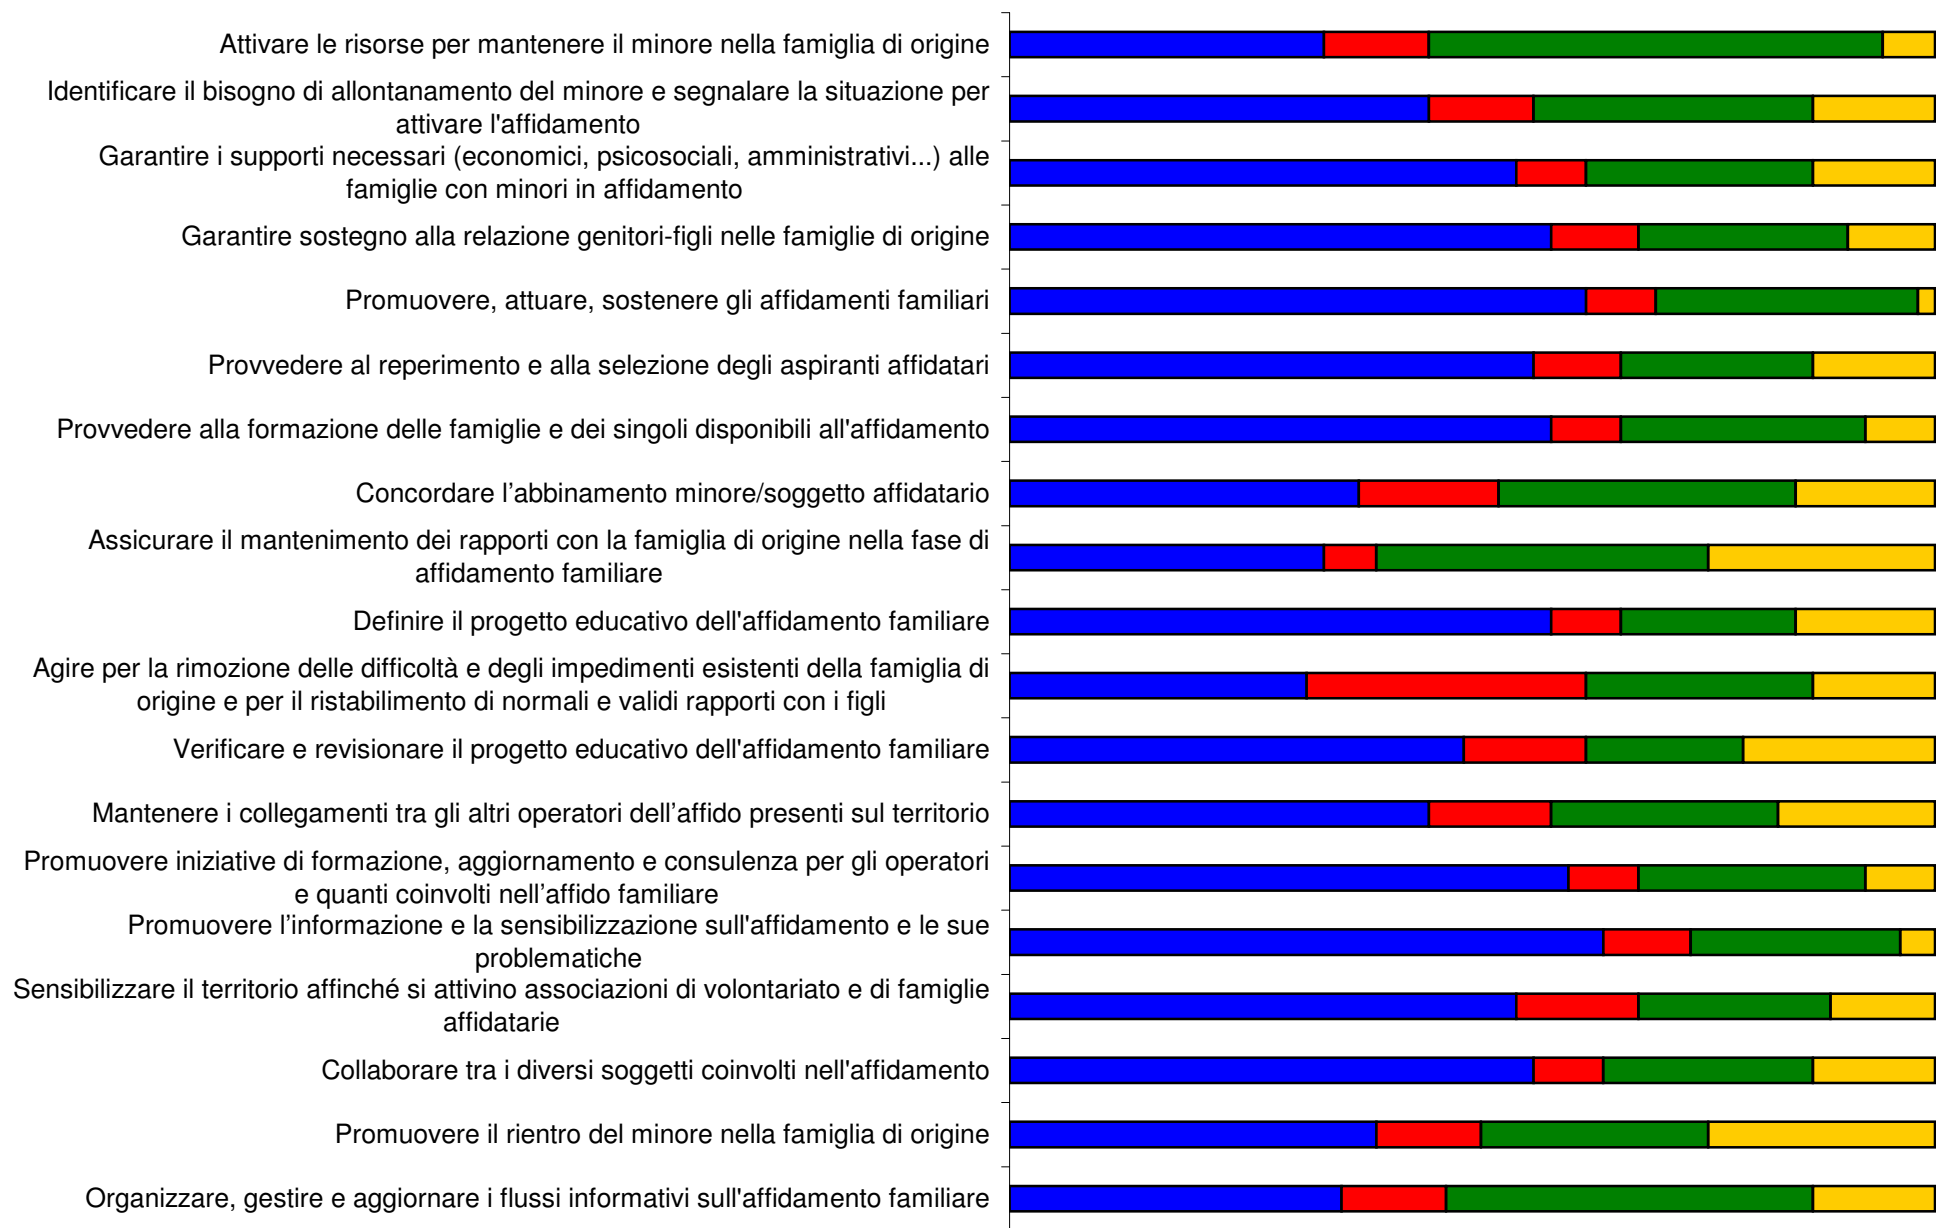 Attivare le risorse per mantenere il minore nella famiglia di origine
Identificare il bisogno di allontanamento del minore e segnalare la situazione per
attivare l'affidamento
Garantire i supporti necessari (economici, psicosociali, amministrativi...) alle
famiglie con minori in affidamento
Garantire sostegno alla relazione genitori-figli nelle famiglie di origine
Promuovere, attuare, sostenere gli affidamenti familiari
Provvedere al reperimento e alla selezione degli aspiranti affidatari
Provvedere alla formazione delle famiglie e dei singoli disponibili all'affidamento
Concordare l’abbinamento minore/soggetto affidatario
Assicurare il mantenimento dei rapporti con la famiglia di origine nella fase di
affidamento familiare
Definire il progetto educativo dell'affidamento familiare
Agire per la rimozione delle difficoltà e degli impedimenti esistenti della famiglia di
origine e per il ristabilimento di normali e validi rapporti con i figli
Verificare e revisionare il progetto educativo dell'affidamento familiare
Mantenere i collegamenti tra gli altri operatori dell’affido presenti sul territorio
Promuovere iniziative di formazione, aggiornamento e consulenza per gli operatori
e quanti coinvolti nell’affido familiare
Promuovere l’informazione e la sensibilizzazione sull'affidamento e le sue
problematiche
Sensibilizzare il territorio affinché si attivino associazioni di volontariato e di famiglie
affidatarie
Collaborare tra i diversi soggetti coinvolti nell'affidamento
Promuovere il rientro del minore nella famiglia di origine
Organizzare, gestire e aggiornare i flussi informativi sull'affidamento familiare